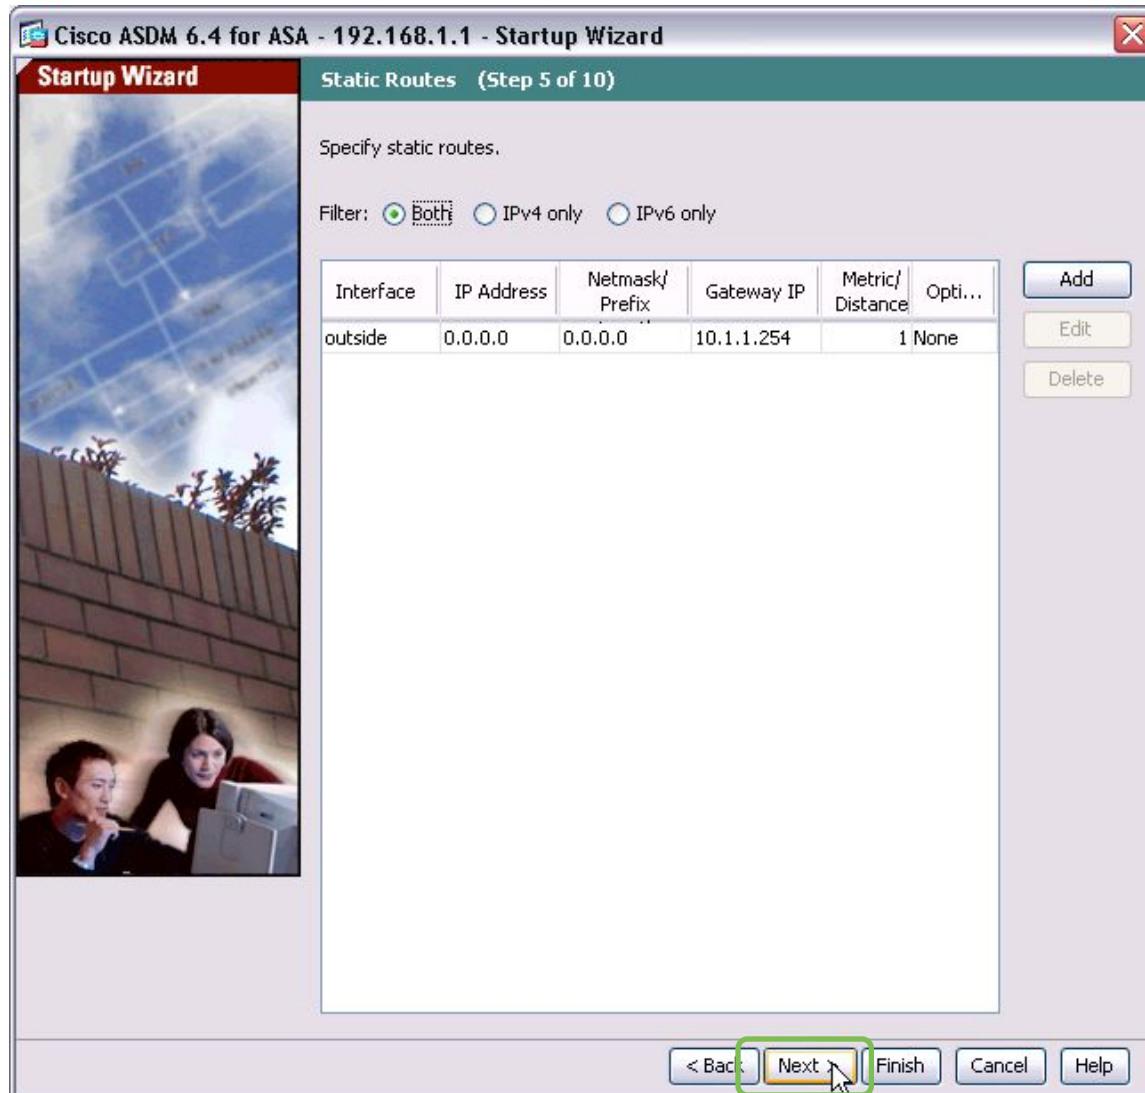 Cisco ASDM 6.4 for ASA - 192.168.1.1 - Startup Wizard
Startup Wizard
Static Routes (Step 5 of 10)
Specify static routes.
Filter: Both IPv4 only IPv6 only
Interface IP Address Netmask/ Prefix Gateway IP Metric/ Distance Opti...
outside 0.0.0.0 0.0.0.0 10.1.1.254 1 None
Add
Edit
Delete
< Back Next > Finish Cancel Help